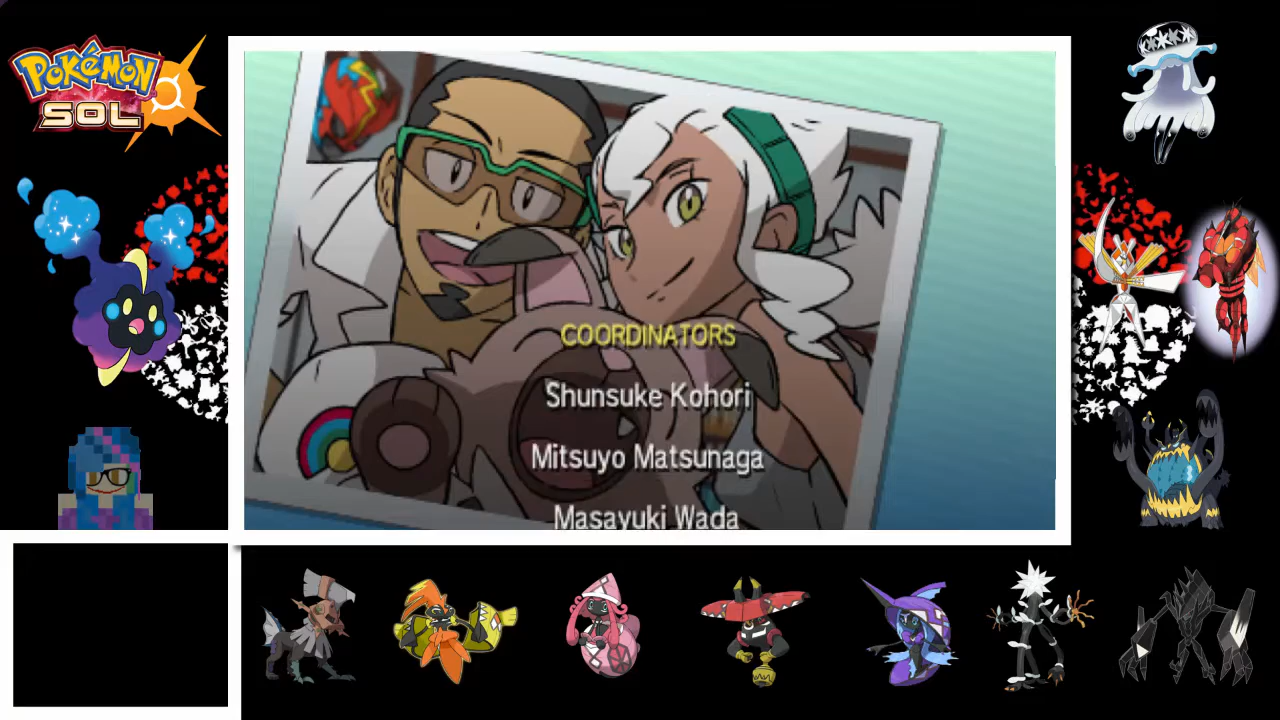 POKéMON
SOL
COORDINATORS
Shunsuke Kohori
Mitsuyo Matsunaga
Masayuki Wada